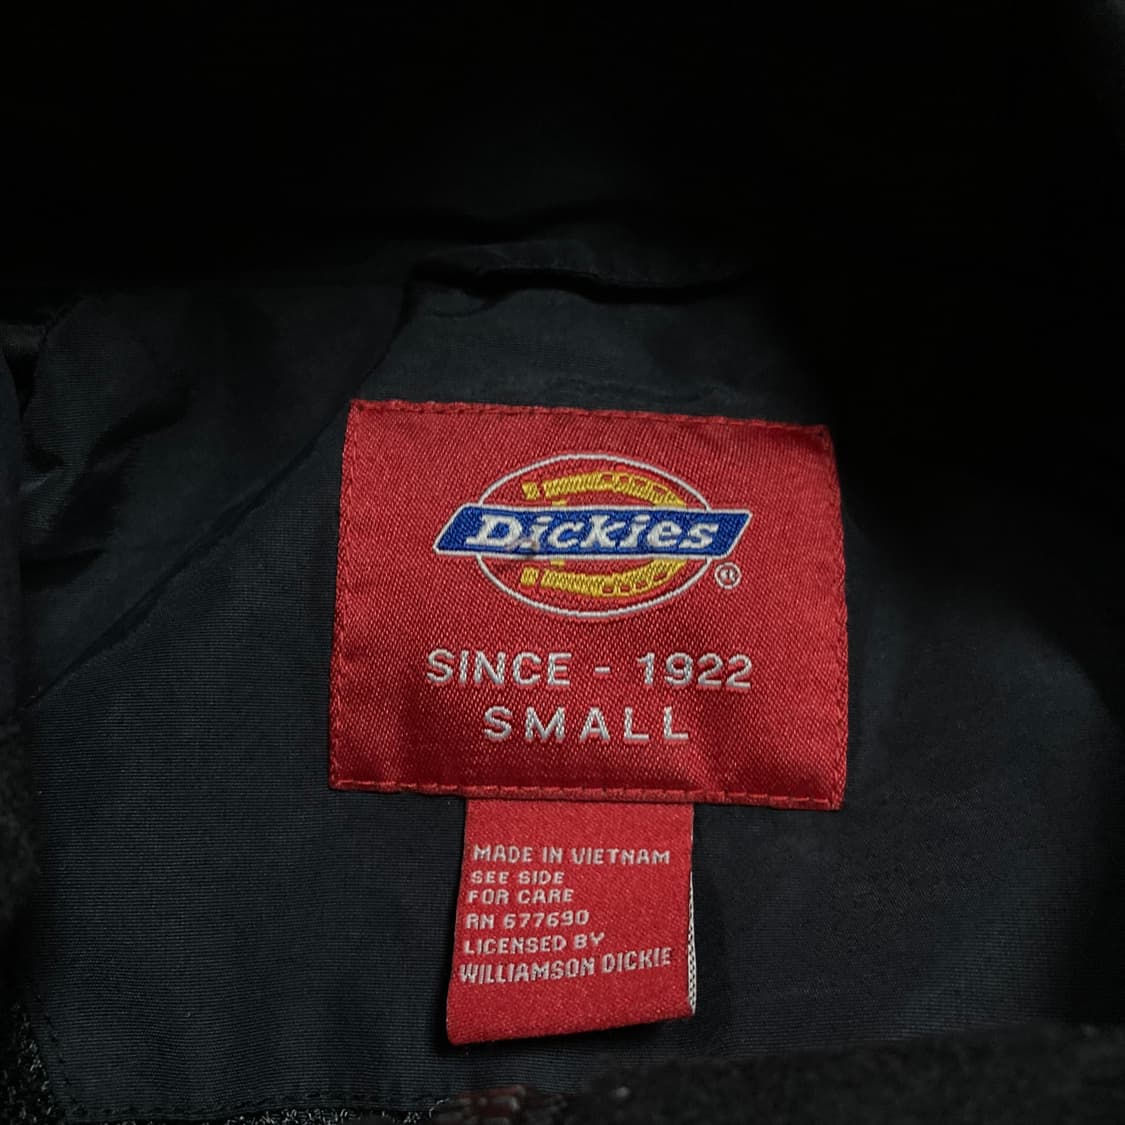 Dickies
®
SINCE - 1922
SMALL
MADE IN VIETNAM
SEE SIDE
FOR CARE
RN 677690
LICENSED BY
WILLIAMSON DICKIE